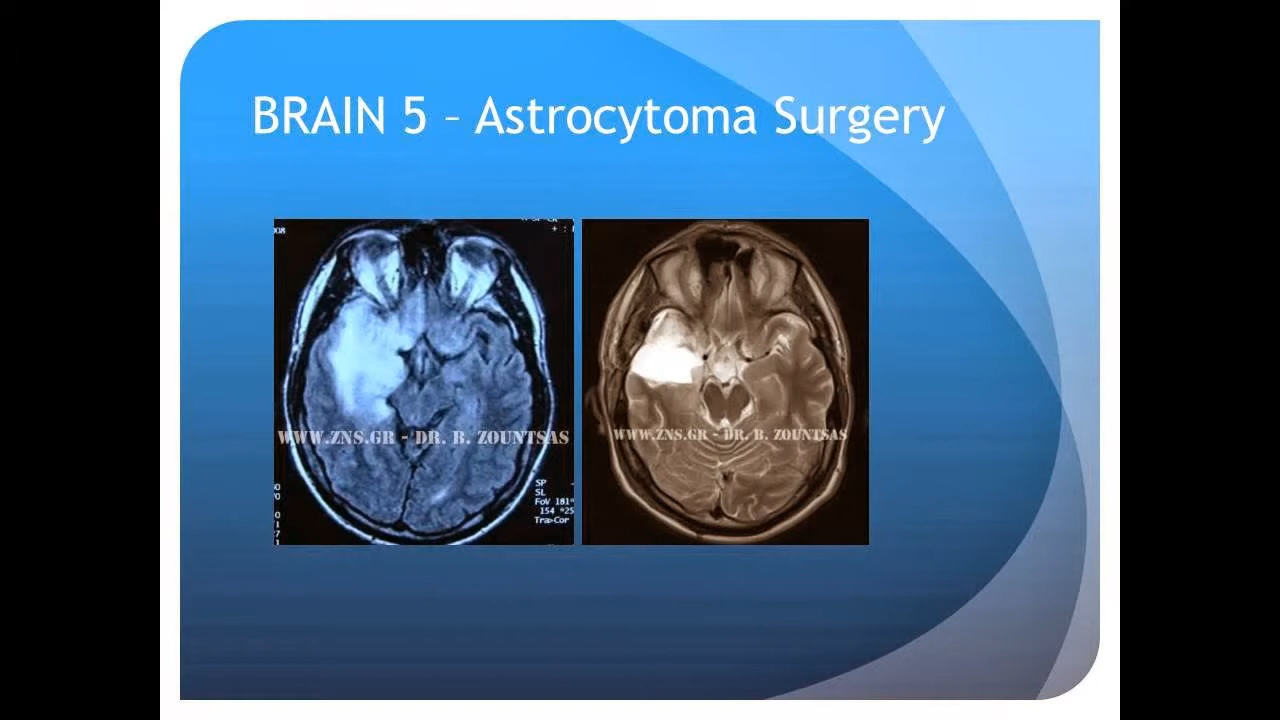 BRAIN 5 – Astrocytoma Surgery
WWW.ZNS.GR - DR. B. ZOUNTSAS
WWW.ZNS.GR - DR. B. ZOUNTSAS
SP
SL
FoV 181*
154 *25
Tra>Cor